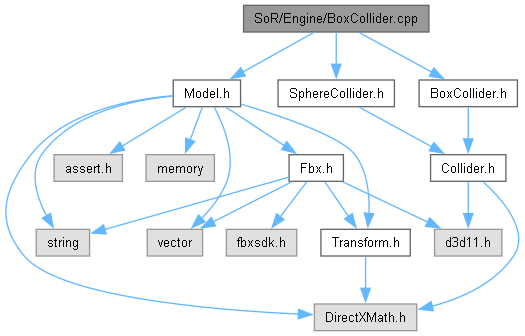 SoR/Engine/BoxCollider.cpp
Model.h
SphereCollider.h
BoxCollider.h
assert.h
memory
Fbx.h
Collider.h
string
vector
fbxsdk.h
Transform.h
d3d11.h
DirectXMath.h